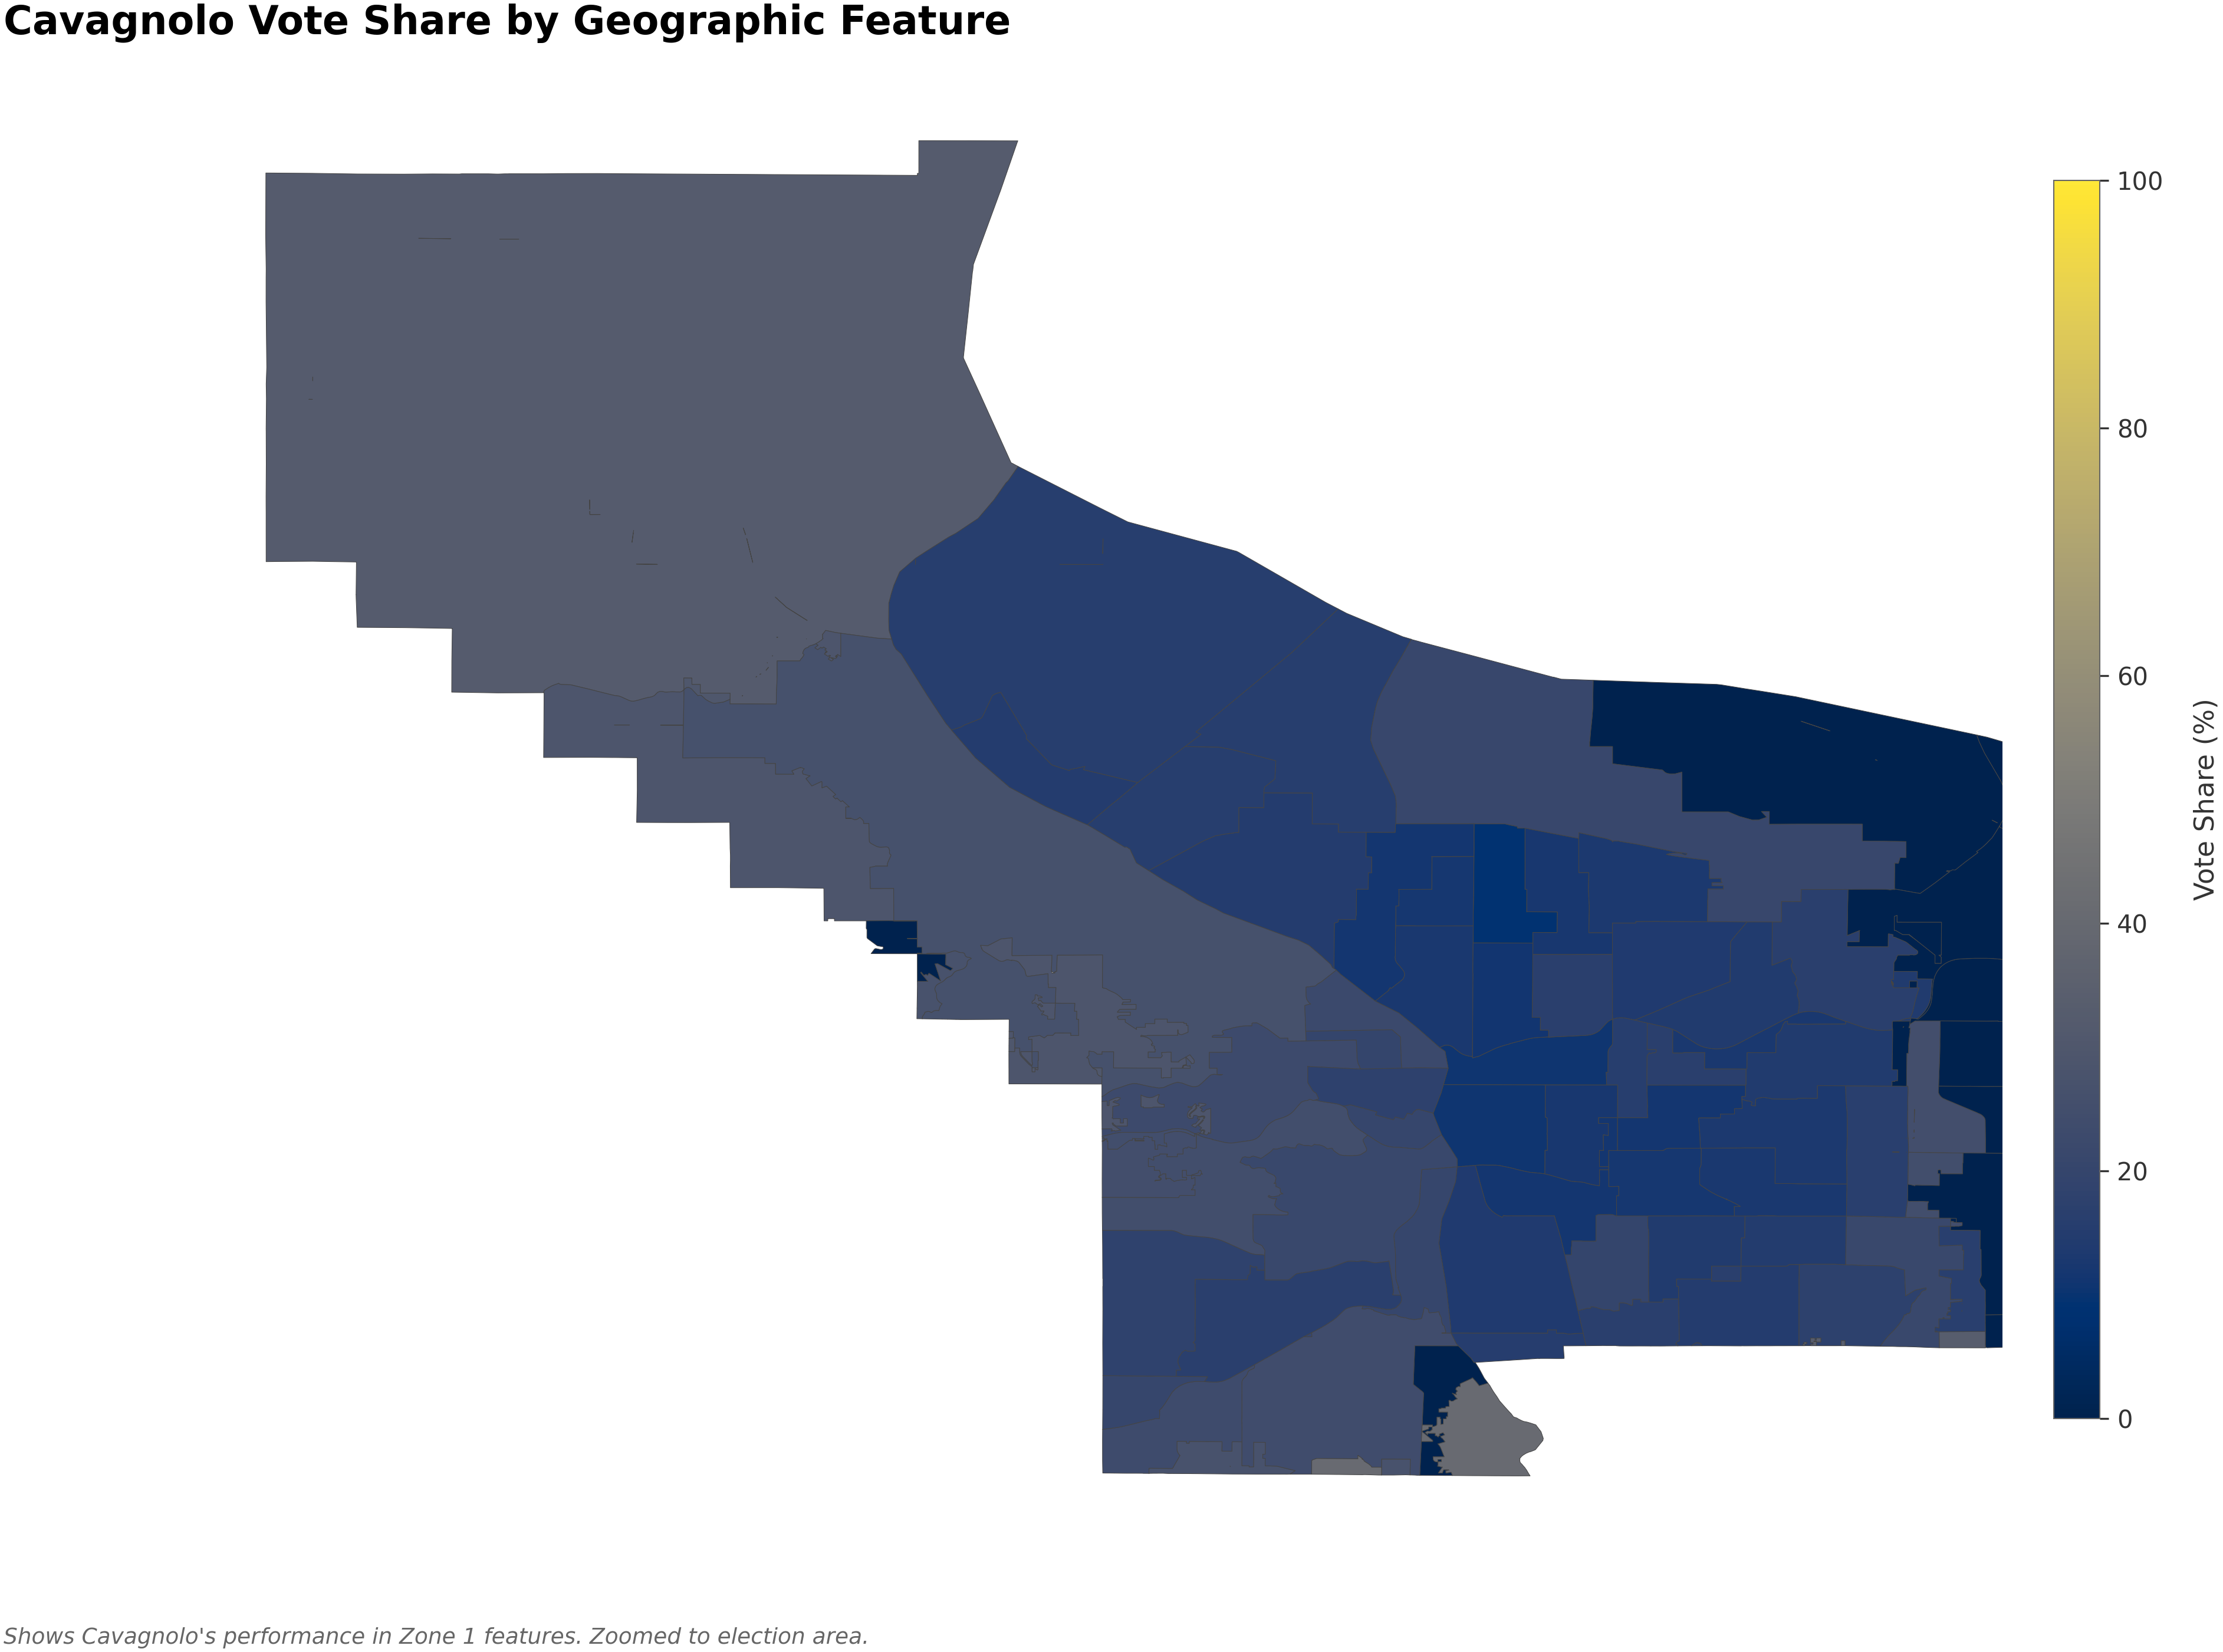 Cavagnolo Vote Share by Geographic Feature
100
80
60
40
20
0
Vote Share (%)
Shows Cavagnolo's performance in Zone 1 features. Zoomed to election area.